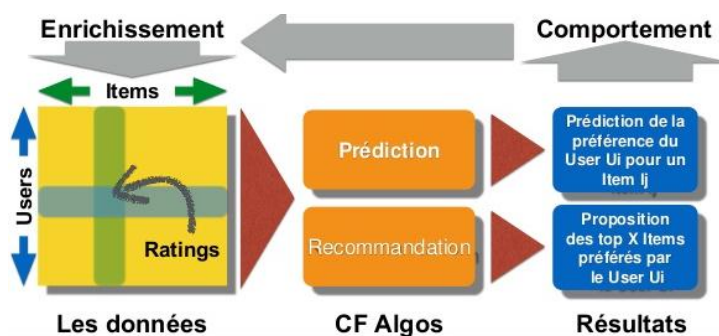 Enrichissement
Comportement
Items
Users
Ratings
Prédiction
Recommandation
Prédiction de la
préférence du
User Ui pour un
Item Ij
Proposition
des top X Items
préférés par
le User Ui
Les données
CF Algos
Résultats